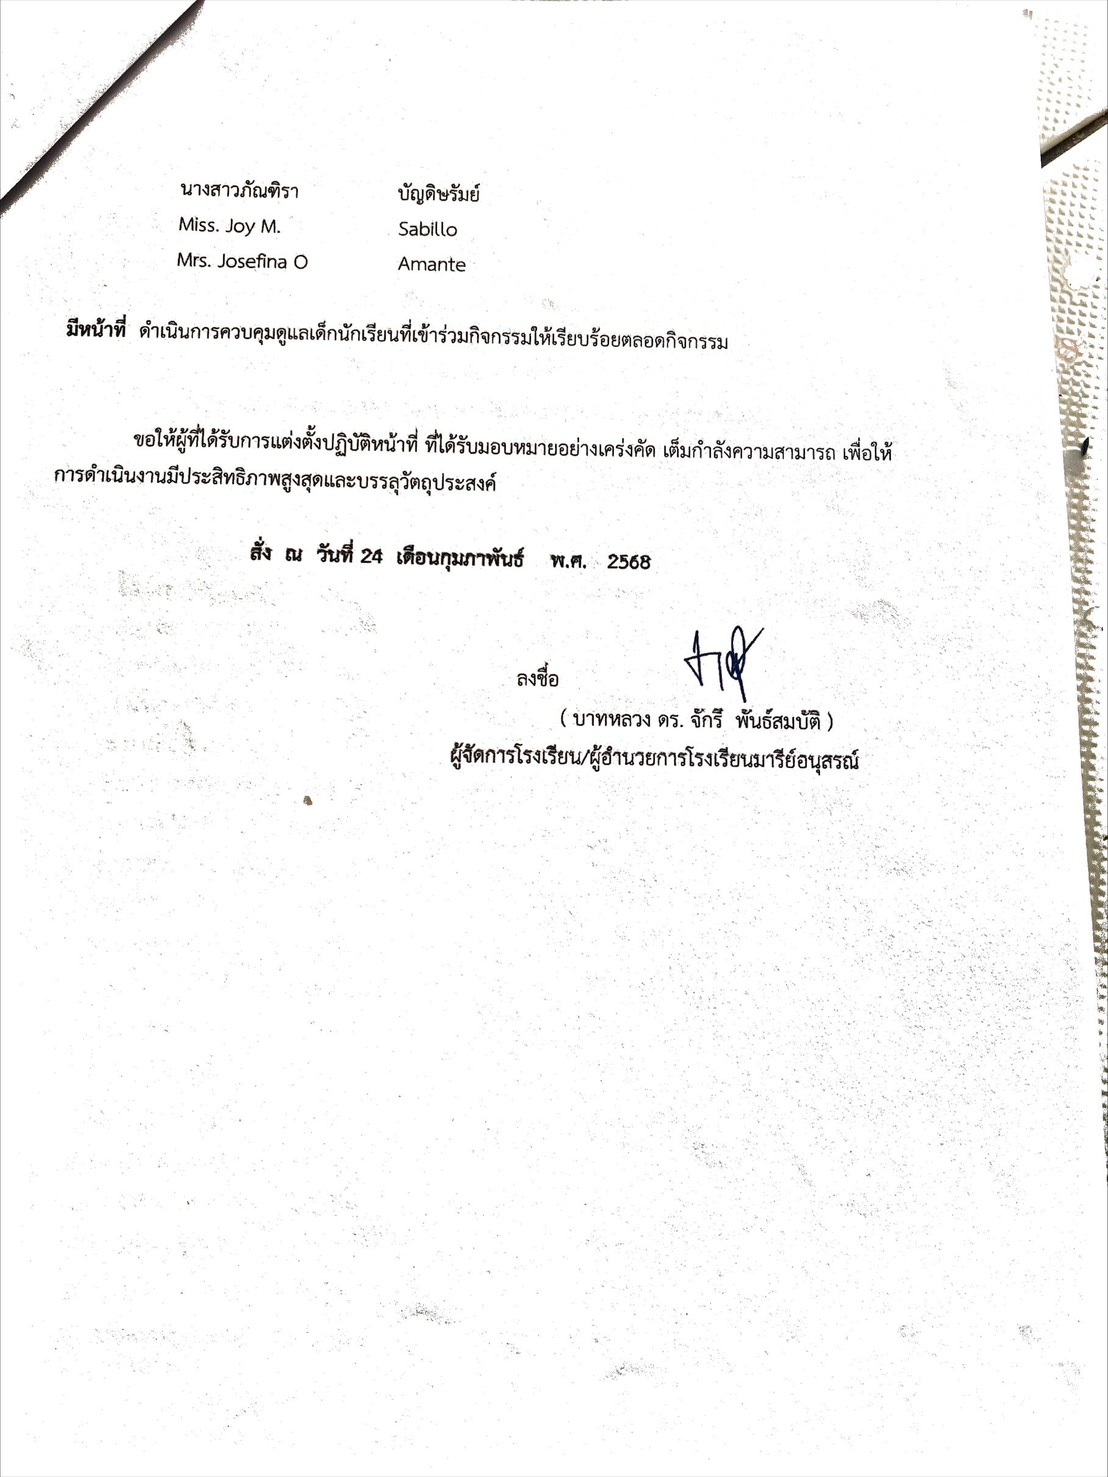 นางสาวภัณฑิรา บัญดิษรัมย์
Miss. Joy M. Sabillo
Mrs. Josefina O Amante
มีหน้าที่ ดำเนินการควบคุมดูแลเด็กนักเรียนที่เข้าร่วมกิจกรรมให้เรียบร้อยตลอดกิจกรรม
ขอให้ผู้ที่ได้รับการแต่งตั้งปฏิบัติหน้าที่ ที่ได้รับมอบหมายอย่างเคร่งคัด เต็มกำลังความสามารถ เพื่อให้
การดำเนินงานมีประสิทธิภาพสูงสุดและบรรลุวัตถุประสงค์
สั่ง ณ วันที่ 24 เดือนกุมภาพันธ์ พ.ศ. 2568
ลงชื่อ
( บาทหลวง ดร. จักรี พันธ์สมบัติ )
ผู้จัดการโรงเรียน/ผู้อำนวยการโรงเรียนมารีย์อนุสรณ์